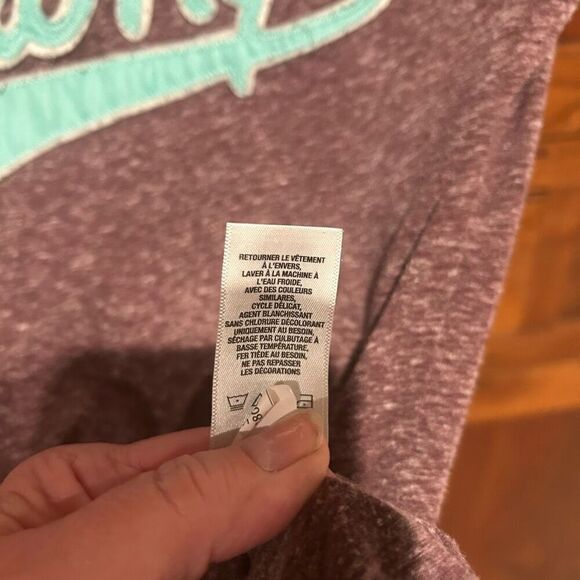 RETOURNER LE VÊTEMENT
À L'ENVERS,
LAVER À LA MACHINE À
L'EAU FROIDE,
AVEC DES COULEURS
SIMILAIRES,
CYCLE DÉLICAT,
AGENT BLANCHISSANT
SANS CHLORURE DÉCOLORANT
UNIQUEMENT AU BESOIN,
SÉCHAGE PAR CULBUTAGE À
BASSE TEMPÉRATURE,
FER TIÈDE AU BESOIN,
NE PAS REPASSER
LES DÉCORATIONS